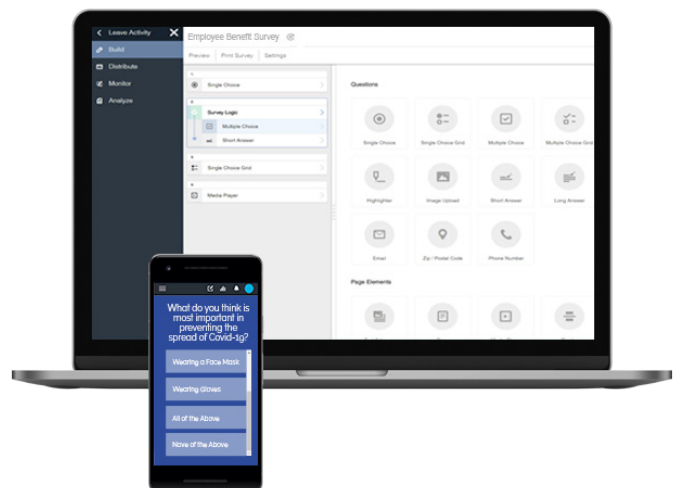 Leave Activity
Employee Benefit Survey
Build
Preview | Print Survey | Settings
Distribute
Monitor
Analyze
Single Choice
Survey Logic
Multiple Choice
Short Answer
Single Choice Grid
Media Player
Questions
Single Choice
Single Choice Grid
Multiple Choice
Multiple Choice Grid
Highlighter
Image Upload
Short Answer
Long Answer
Email
Zip / Postal Code
Phone Number
Page Elements
What do you think is
most important in
preventing the
spread of Covid-19?
Wearing a Face Mask
Wearing Gloves
All of the Above
Nove of the Above